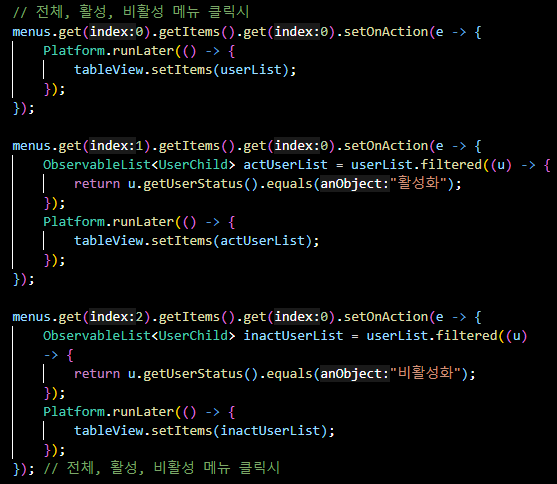 // 전체, 활성, 비활성 메뉴 클릭시
menus.get(index:0).getItems().get(index:0).setOnAction(e -> {
    Platform.runLater(() -> {
        tableView.setItems(userList);
    });
});

menus.get(index:1).getItems().get(index:0).setOnAction(e -> {
    ObservableList<UserChild> actUserList = userList.filtered((u) -> {
        return u.getUserStatus().equals(anObject:"활성화");
    });
    Platform.runLater(() -> {
        tableView.setItems(actUserList);
    });
});

menus.get(index:2).getItems().get(index:0).setOnAction(e -> {
    ObservableList<UserChild> inactUserList = userList.filtered((u)
    -> {
        return u.getUserStatus().equals(anObject:"비활성화");
    });
    Platform.runLater(() -> {
        tableView.setItems(inactUserList);
    });
}); // 전체, 활성, 비활성 메뉴 클릭시